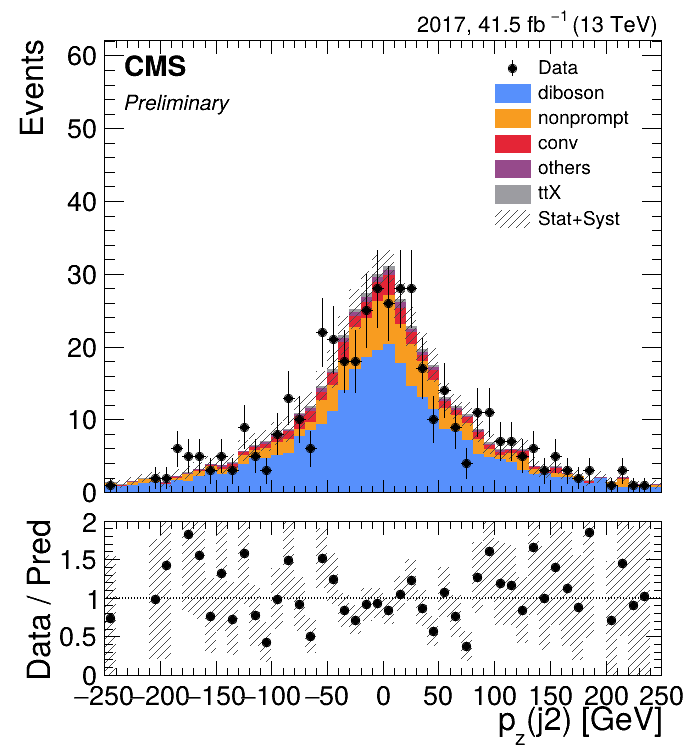 2017, 41.5 fb⁻¹ (13 TeV)
CMS
Preliminary
Events
60
50
40
30
20
10
0
Data
diboson
nonprompt
conv
others
ttX
Stat+Syst
Data / Pred
2
1.5
1
0.5
0
−250 −200 −150 −100 −50 0 50 100 150 200 250
p_z(j2) [GeV]